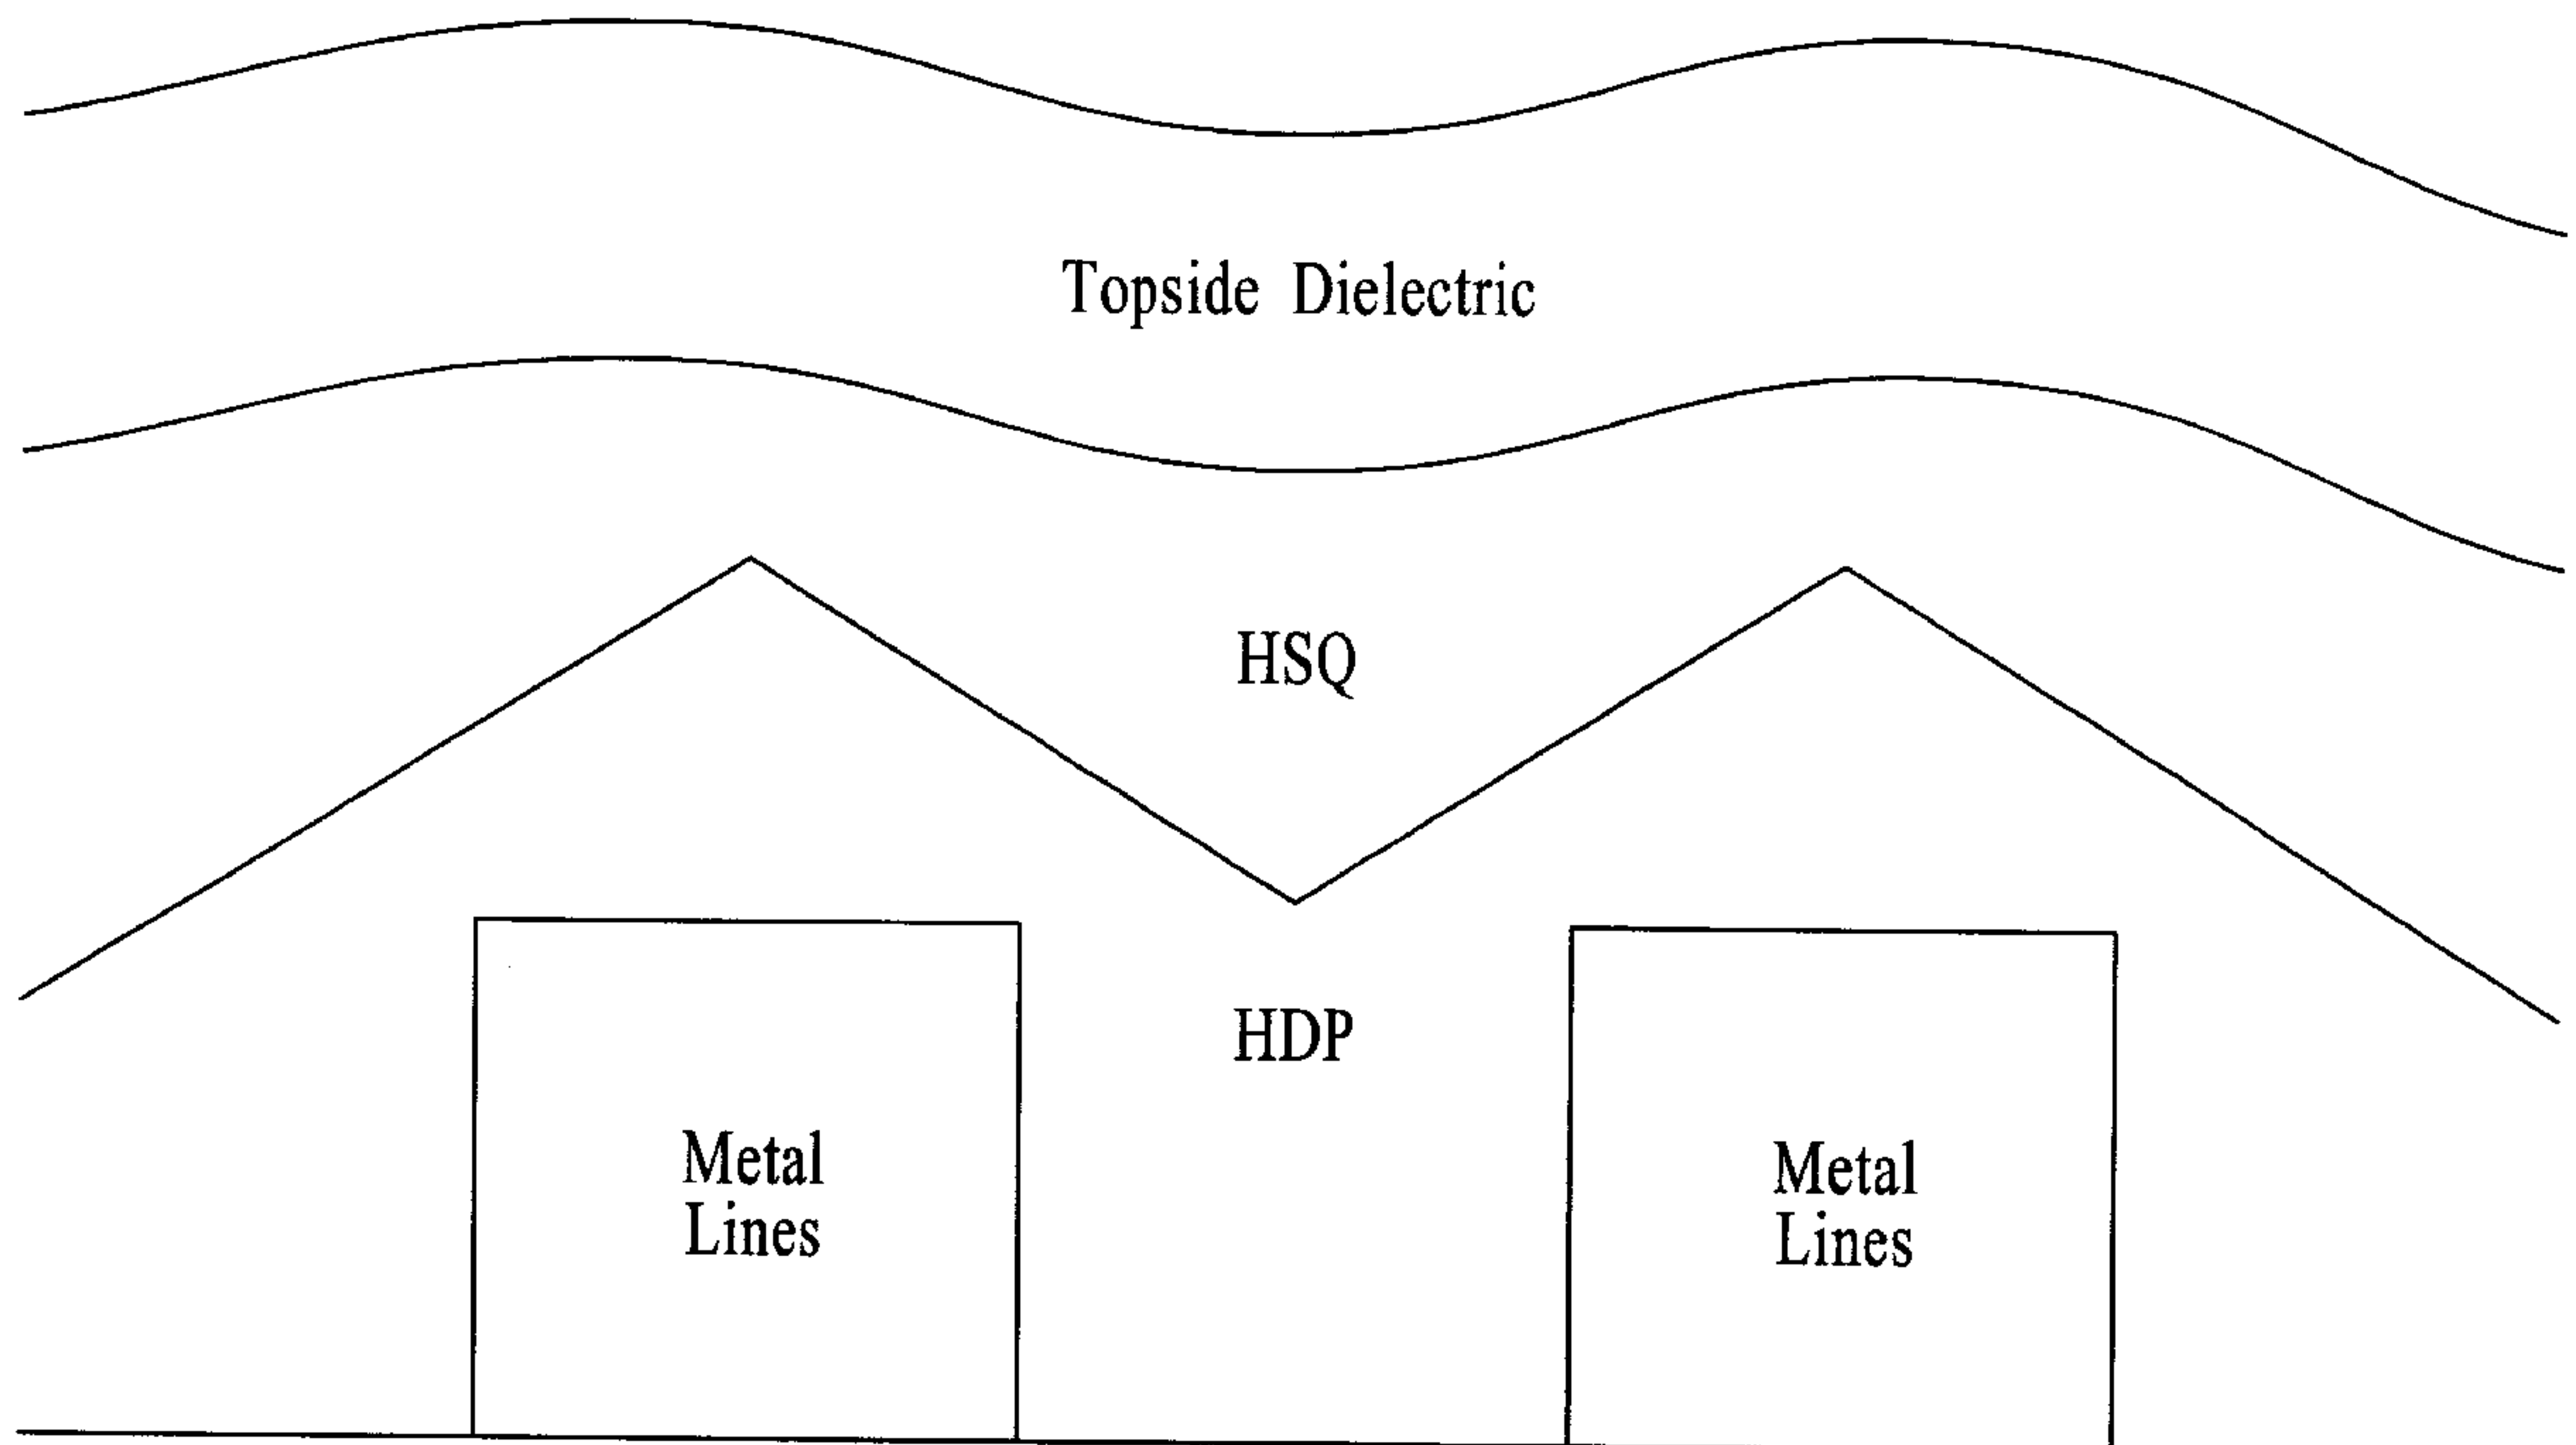 Topside Dielectric
HSQ
HDP
Metal
Lines
Metal
Lines